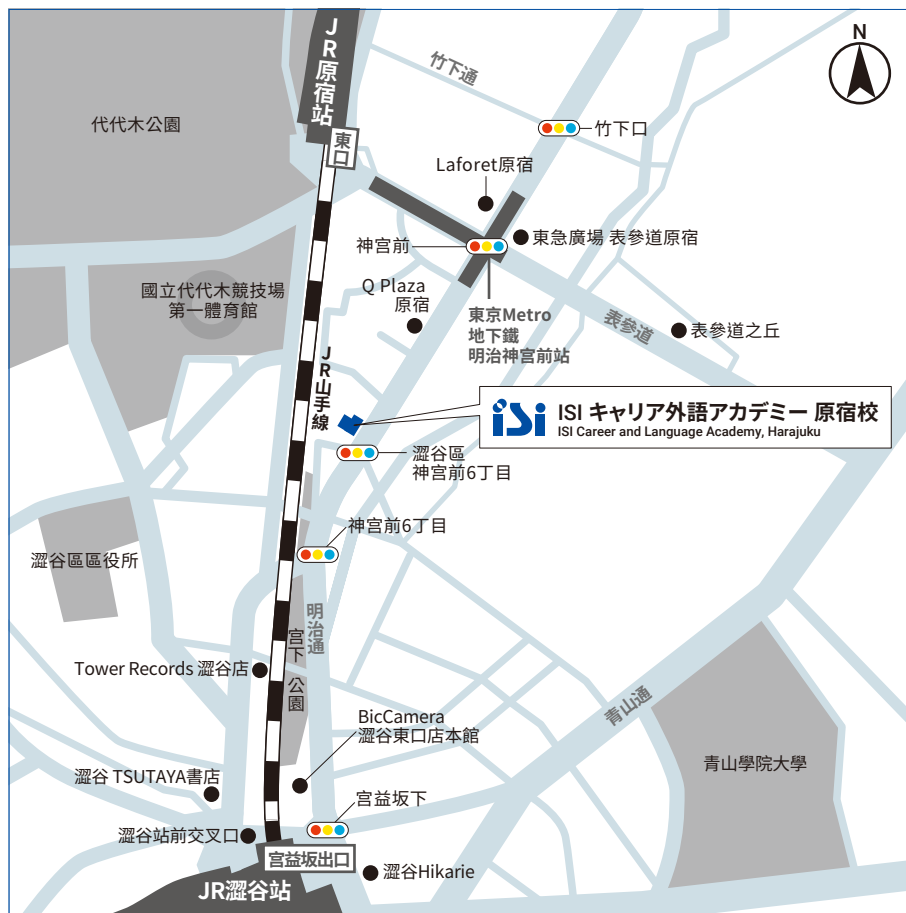 N
JR原宿站
東口
竹下通
代代木公園
竹下口
Laforet原宿
東急廣場 表參道原宿
神宮前
Q Plaza
原宿
國立代代木競技場
第一體育館
東京Metro
地下鐵
明治神宮前站
表參道
表參道之丘
JR山手線
iSi
ISI キャリア外語アカデミー 原宿校
ISI Career and Language Academy, Harajuku
澀谷區
神宮前6丁目
神宮前6丁目
澀谷區區役所
明治通
宮下公園
Tower Records 澀谷店
BicCamera
澀谷東口店本館
青山通
青山學院大學
澀谷 TSUTAYA書店
宮益坂下
澀谷站前交叉口
宮益坂出口
澀谷Hikarie
JR澀谷站